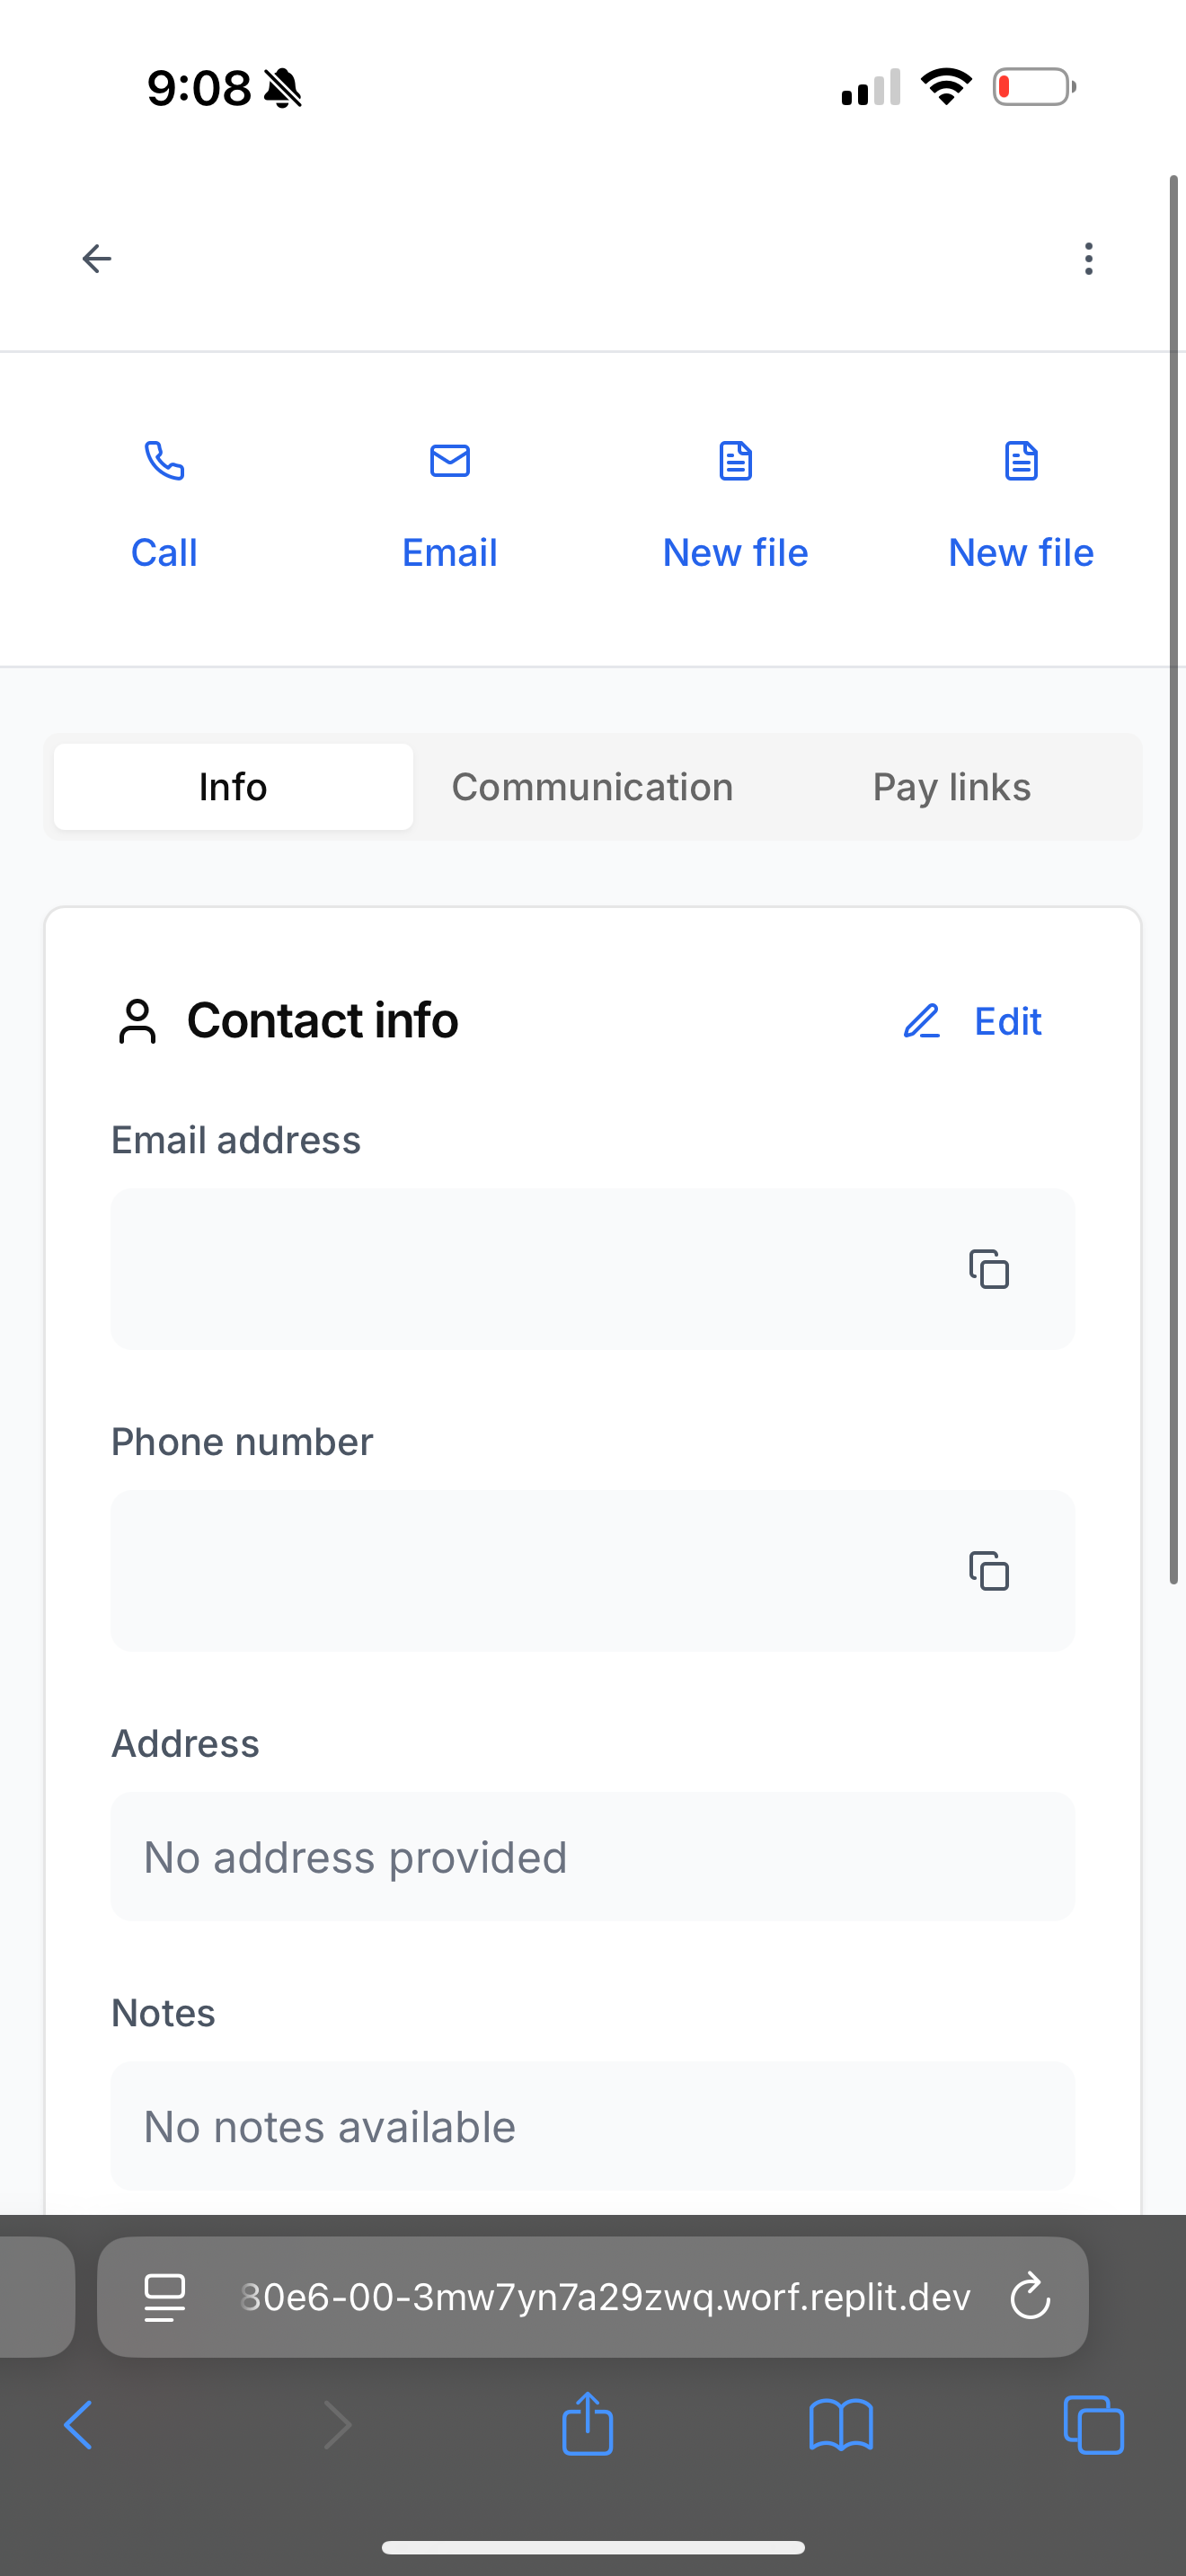 9:08
Call Email New file New file
Info Communication Pay links
Contact info Edit
Email address
Phone number
Address
No address provided
Notes
No notes available
80e6-00-3mw7yn7a29zwq.worf.replit.dev